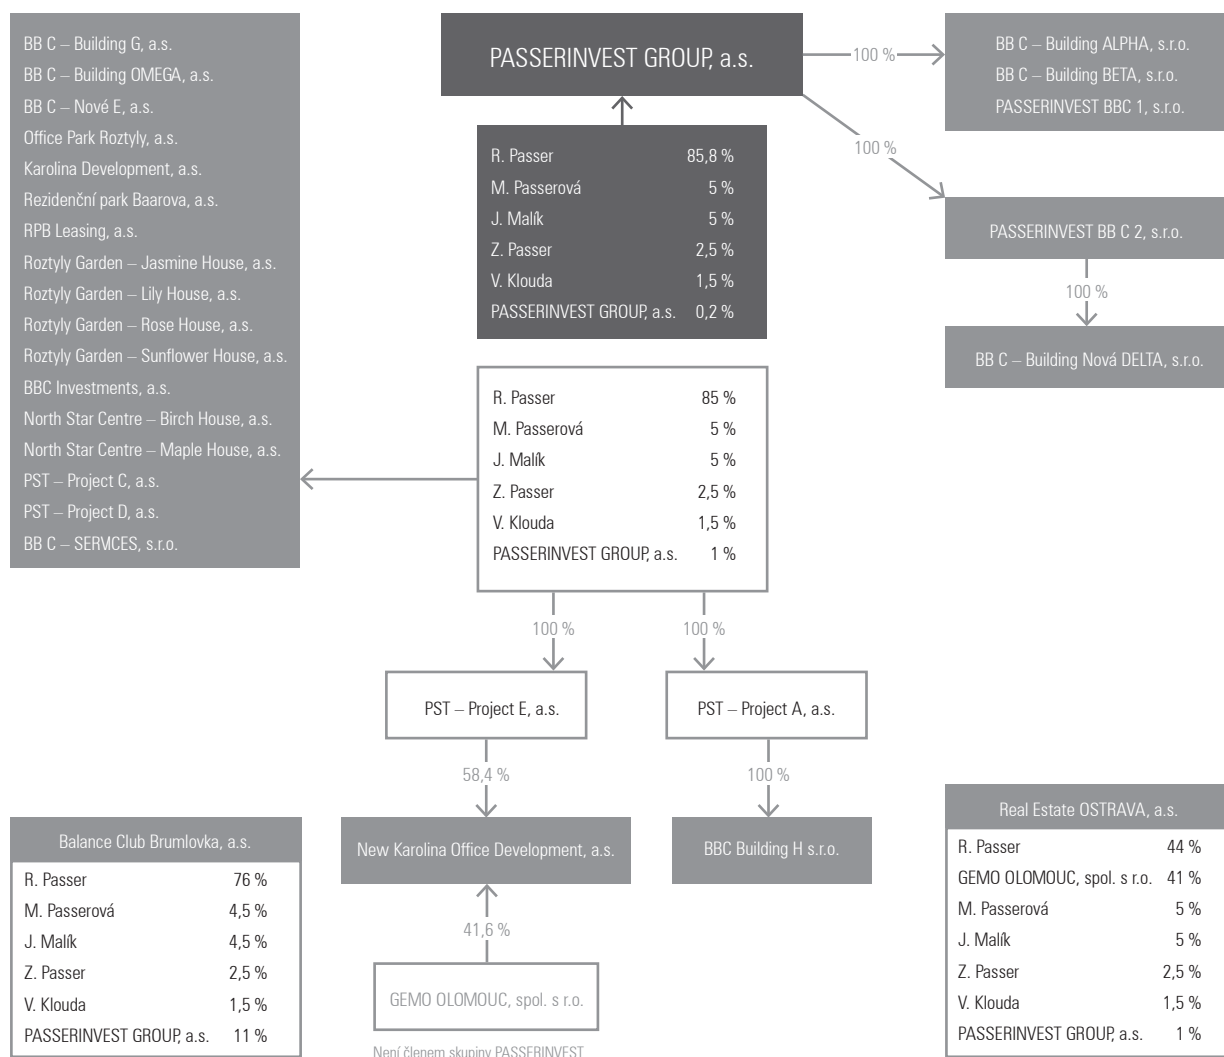 BB C – Building G, a.s.
BB C – Building OMEGA, a.s.
BB C – Nové E, a.s.
Office Park Roztyly, a.s.
Karolina Development, a.s.
Rezidenční park Baarova, a.s.
RPB Leasing, a.s.
Roztyly Garden – Jasmine House, a.s.
Roztyly Garden – Lily House, a.s.
Roztyly Garden – Rose House, a.s.
Roztyly Garden – Sunflower House, a.s.
BBC Investments, a.s.
North Star Centre – Birch House, a.s.
North Star Centre – Maple House, a.s.
PST – Project C, a.s.
PST – Project D, a.s.
BB C – SERVICES, s.r.o.
PASSERINVEST GROUP, a.s.
R. Passer 85,8 %
M. Passerová 5 %
J. Malík 5 %
Z. Passer 2,5 %
V. Klouda 1,5 %
PASSERINVEST GROUP, a.s. 0,2 %
100 %
BB C – Building ALPHA, s.r.o.
BB C – Building BETA, s.r.o.
PASSERINVEST BBC 1, s.r.o.
100 %
PASSERINVEST BB C 2, s.r.o.
100 %
BB C – Building Nová DELTA, s.r.o.
R. Passer 85 %
M. Passerová 5 %
J. Malík 5 %
Z. Passer 2,5 %
V. Klouda 1,5 %
PASSERINVEST GROUP, a.s. 1 %
100 %
100 %
PST – Project E, a.s.
PST – Project A, a.s.
58,4 %
100 %
New Karolina Office Development, a.s.
BBC Building H s.r.o.
41,6 %
GEMO OLOMOUC, spol. s r.o.
Není členem skupiny PASSERINVEST
Balance Club Brumlovka, a.s.
R. Passer 76 %
M. Passerová 4,5 %
J. Malík 4,5 %
Z. Passer 2,5 %
V. Klouda 1,5 %
PASSERINVEST GROUP, a.s. 11 %
Real Estate OSTRAVA, a.s.
R. Passer 44 %
GEMO OLOMOUC, spol. s r.o. 41 %
M. Passerová 5 %
J. Malík 5 %
Z. Passer 2,5 %
V. Klouda 1,5 %
PASSERINVEST GROUP, a.s. 1 %